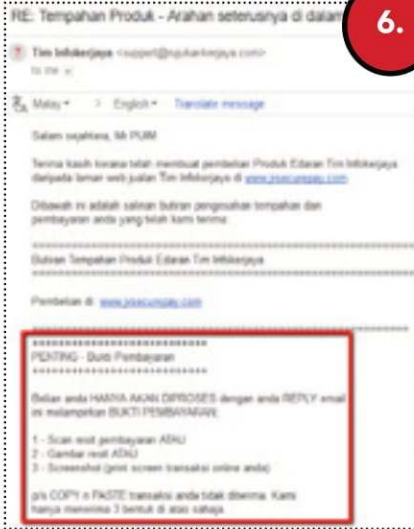 RE: Tempahan Produk - Arahan seterusnya di dalam
6.
Tim Infokerjaya
to me
Malay English Translate message
Salam sejahtera, Mr PUIM
Terima kasih kerana telah membuat pembelian Produk Edaran Tim Infokerjaya
daripada laman web jualan Tim Infokerjaya di
Dibawah ini adalah salinan butiran pengesahan tempahan dan
pembayaran anda yang telah kami terima:
Butiran Tempahan Produk Edaran Tim Infokerjaya
Pembelian di
PENTING - Bukti Pembayaran
Belian anda HANYA AKAN DIPROSES dengan anda REPLY email
ini melampirkan BUKTI PEMBAYARAN:
1 - Scan resit pembayaran ATAU
2 - Gambar resit ATAU
3 - Screenshot (print screen transaksi online anda)
p/s COPY n PASTE transaksi anda tidak diterima. Kami
hanya menerima 3 bentuk di atas sahaja.